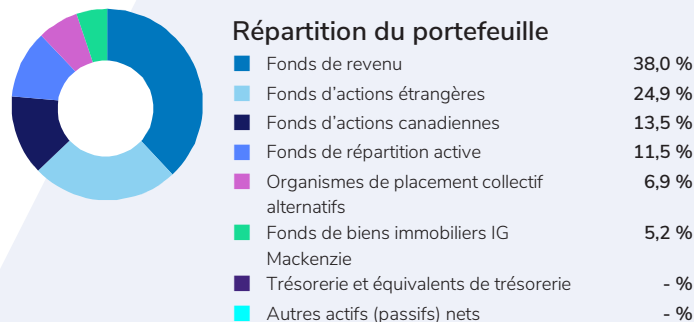 Répartition du portefeuille
Fonds de revenu 38,0 %
Fonds d'actions étrangères 24,9 %
Fonds d'actions canadiennes 13,5 %
Fonds de répartition active 11,5 %
Organismes de placement collectif 6,9 %
alternatifs
Fonds de biens immobiliers IG 5,2 %
Mackenzie
Trésorerie et équivalents de trésorerie - %
Autres actifs (passifs) nets - %